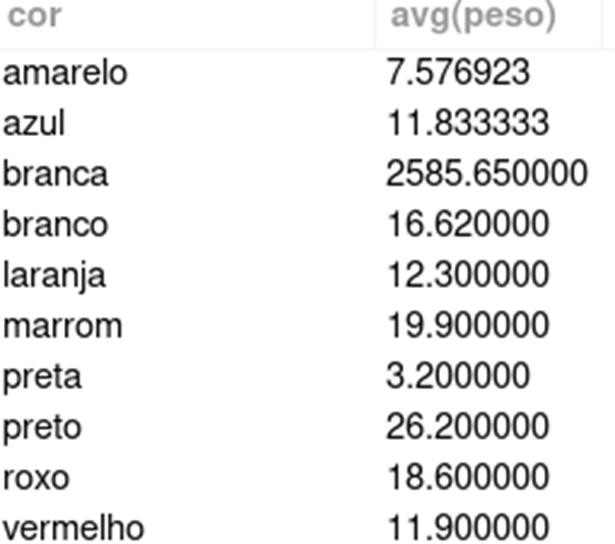 cor avg(peso)
amarelo 7.576923
azul 11.833333
branca 2585.650000
branco 16.620000
laranja 12.300000
marrom 19.900000
preta 3.200000
preto 26.200000
roxo 18.600000
vermelho 11.900000